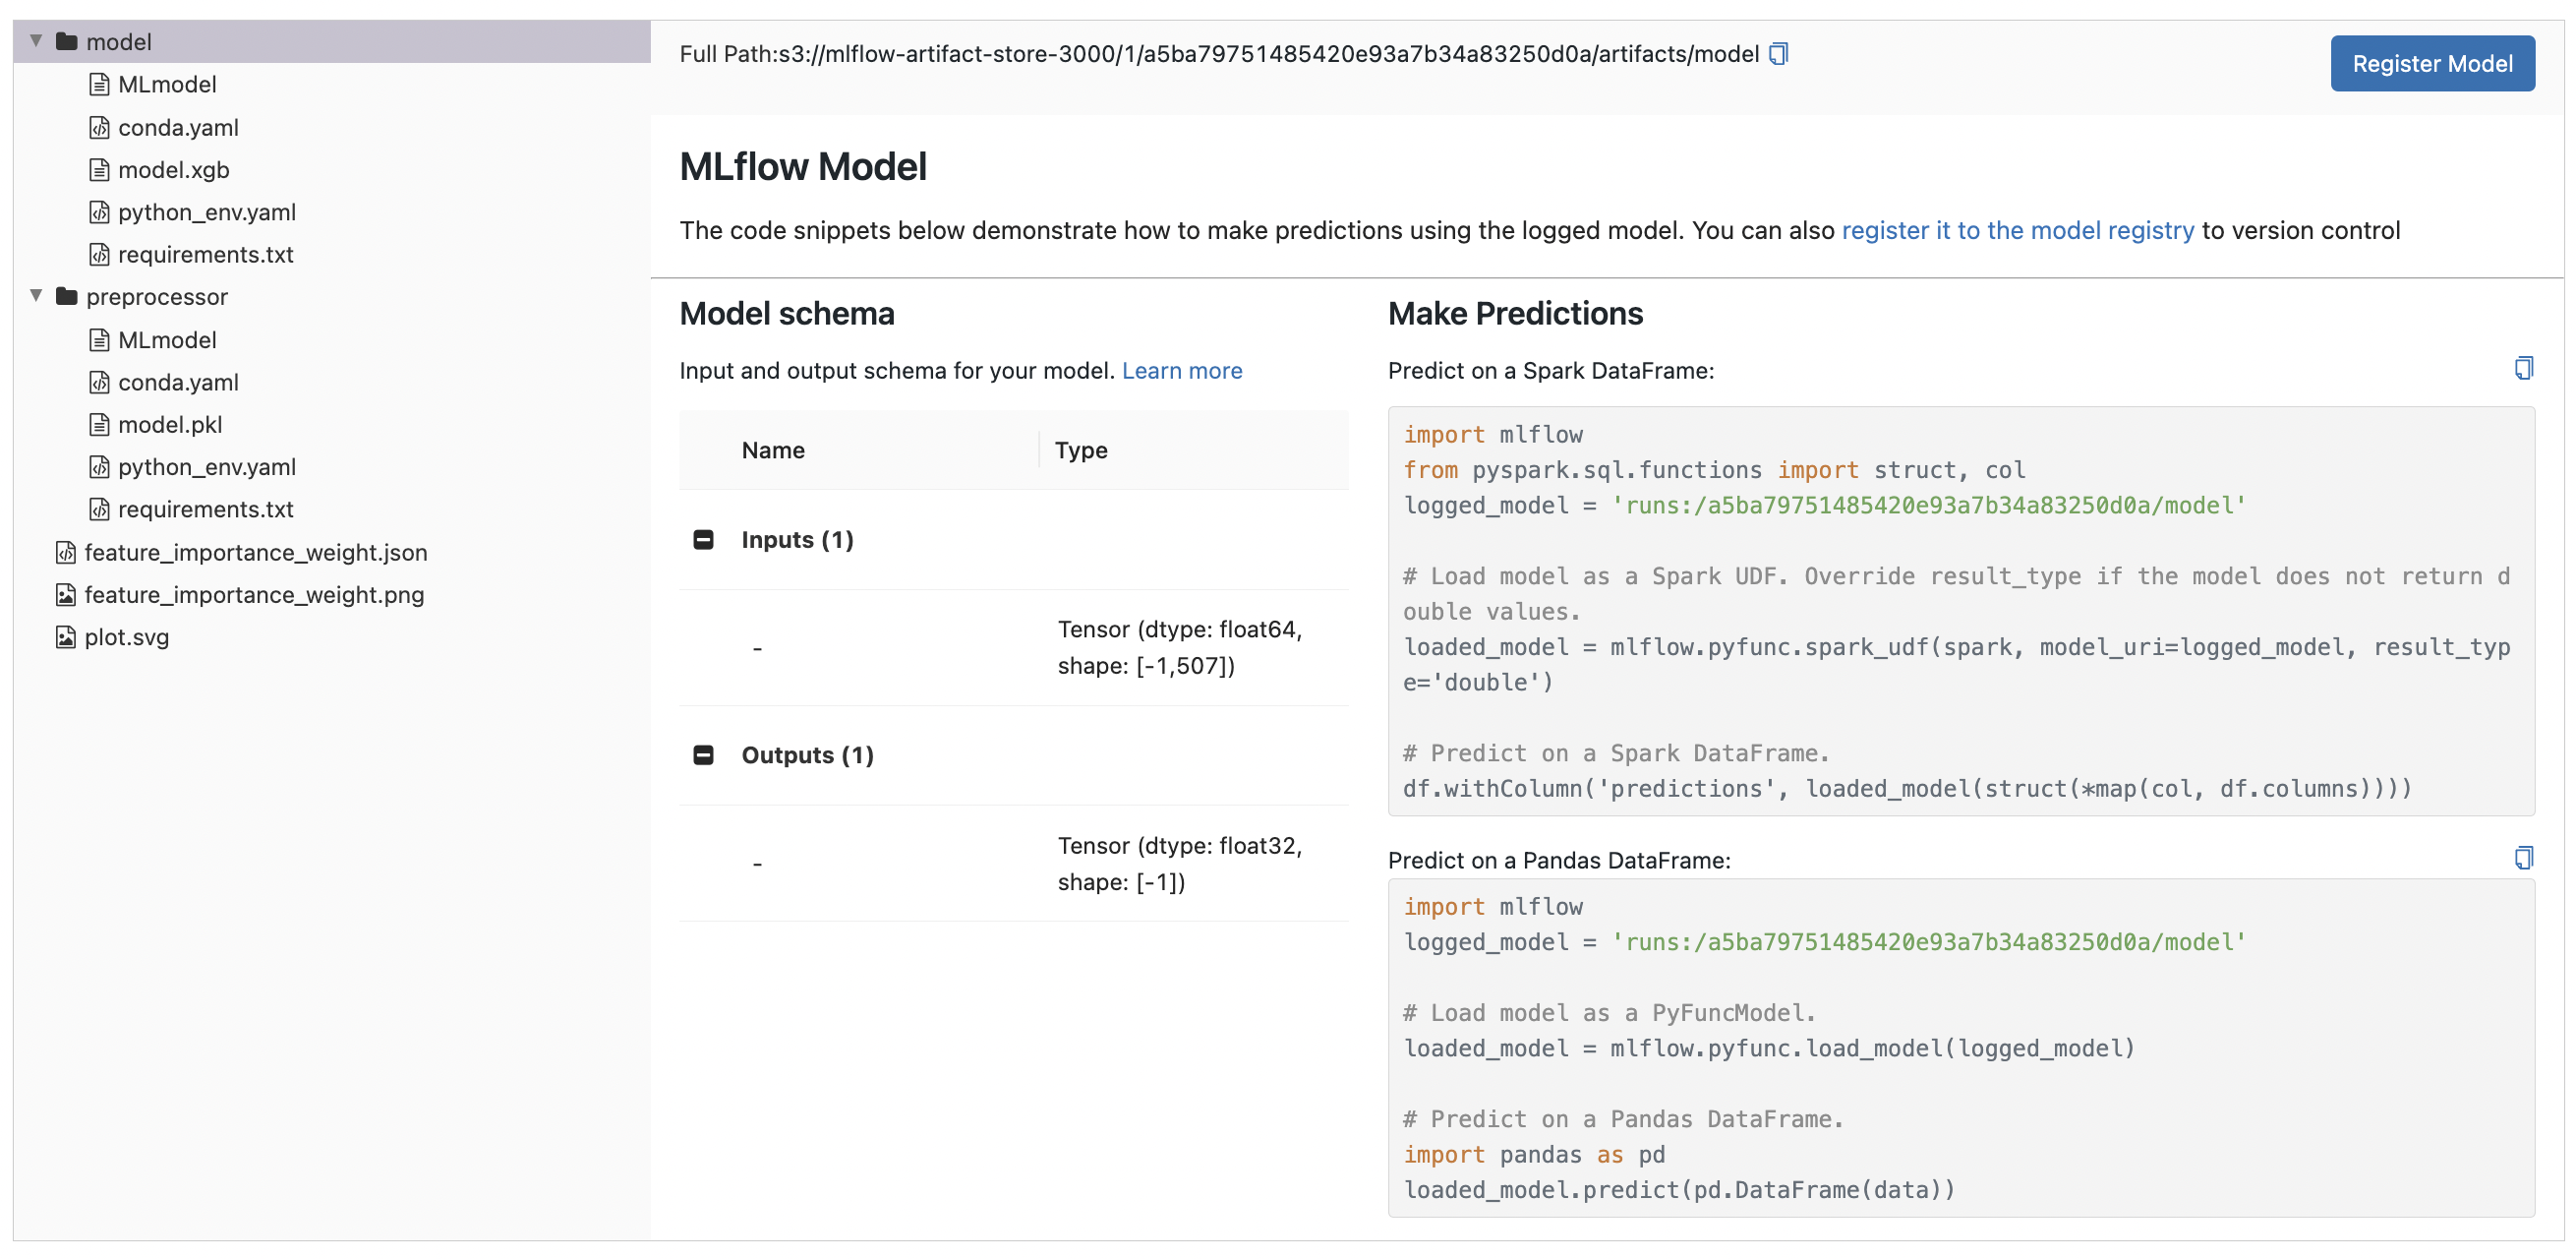 model
MLmodel
conda.yaml
model.xgb
python_env.yaml
requirements.txt
preprocessor
MLmodel
conda.yaml
model.pkl
python_env.yaml
requirements.txt
feature_importance_weight.json
feature_importance_weight.png
plot.svg
Full Path:s3://mlflow-artifact-store-3000/1/a5ba79751485420e93a7b34a83250d0a/artifacts/model
Register Model
MLflow Model
The code snippets below demonstrate how to make predictions using the logged model. You can also register it to the model registry to version control
Model schema
Input and output schema for your model. Learn more
Name Type
Inputs (1)
- Tensor (dtype: float64,
shape: [-1,507])
Outputs (1)
- Tensor (dtype: float32,
shape: [-1])
Make Predictions
Predict on a Spark DataFrame:
import mlflow
from pyspark.sql.functions import struct, col
logged_model = 'runs:/a5ba79751485420e93a7b34a83250d0a/model'
# Load model as a Spark UDF. Override result_type if the model does not return d
ouble values.
loaded_model = mlflow.pyfunc.spark_udf(spark, model_uri=logged_model, result_typ
e='double')
# Predict on a Spark DataFrame.
df.withColumn('predictions', loaded_model(struct(*map(col, df.columns))))
Predict on a Pandas DataFrame:
import mlflow
logged_model = 'runs:/a5ba79751485420e93a7b34a83250d0a/model'
# Load model as a PyFuncModel.
loaded_model = mlflow.pyfunc.load_model(logged_model)
# Predict on a Pandas DataFrame.
import pandas as pd
loaded_model.predict(pd.DataFrame(data))